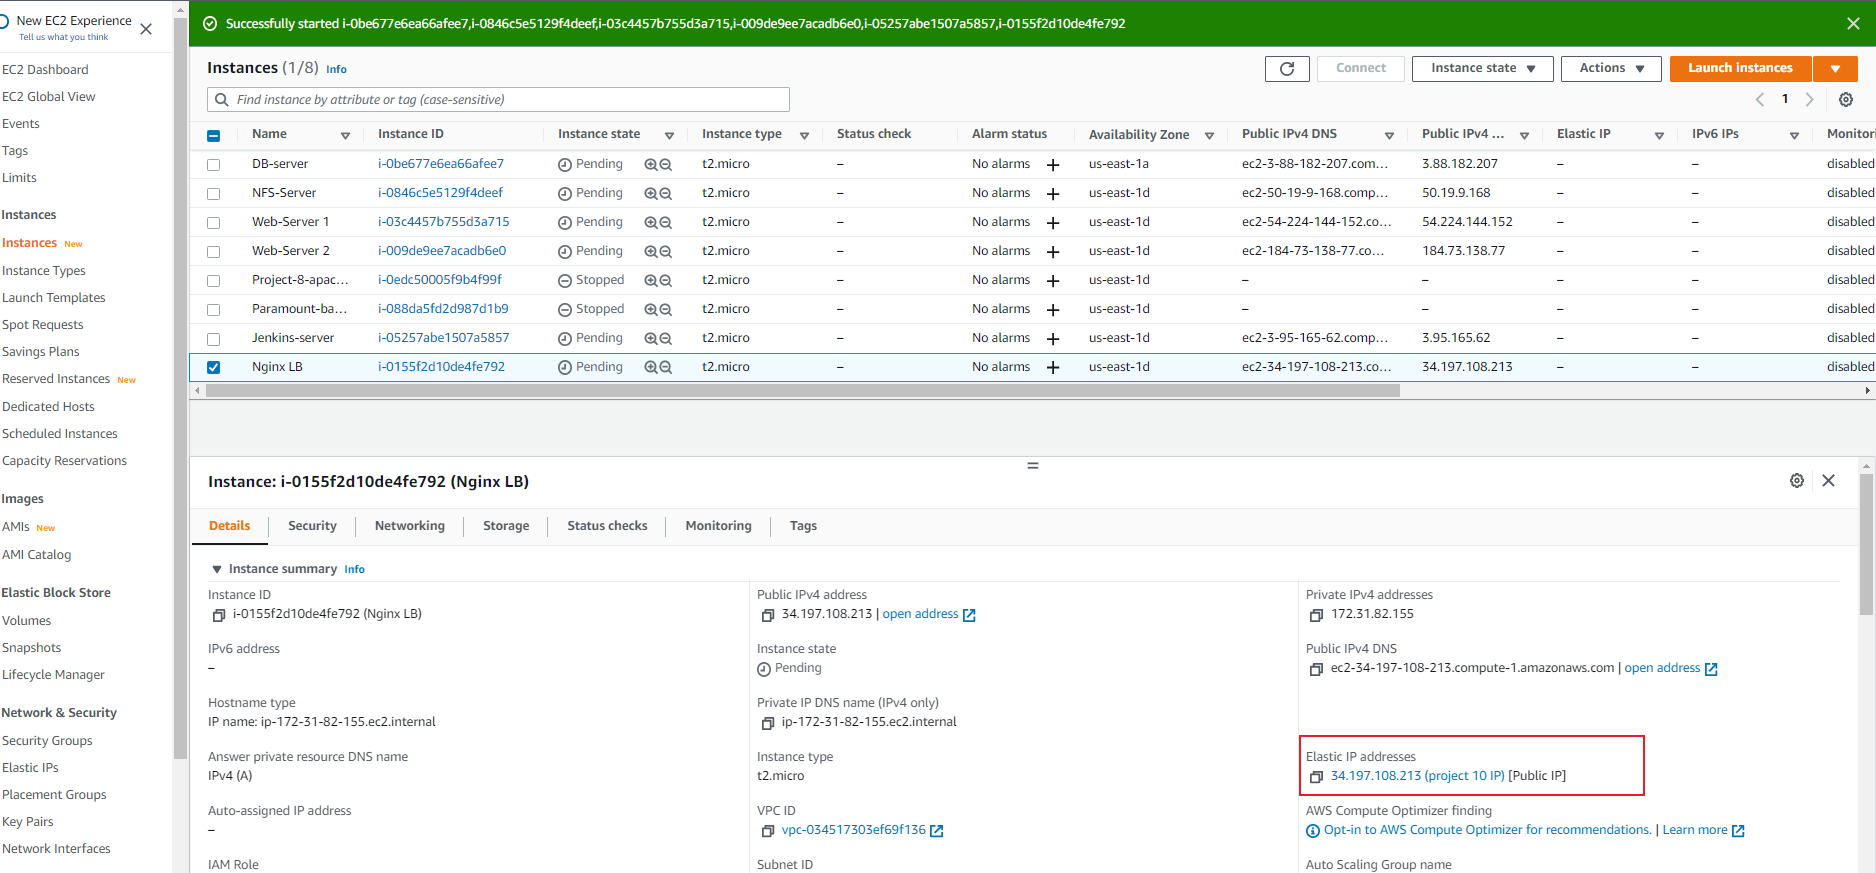 New EC2 Experience
Tell us what you think
EC2 Dashboard
EC2 Global View
Events
Tags
Limits
Instances
Instances New
Instance Types
Launch Templates
Spot Requests
Savings Plans
Reserved Instances New
Dedicated Hosts
Scheduled Instances
Capacity Reservations
Images
AMIs New
AMI Catalog
Elastic Block Store
Volumes
Snapshots
Lifecycle Manager
Network & Security
Security Groups
Elastic IPs
Placement Groups
Key Pairs
Network Interfaces
Successfully started i-0be677e6ea66afee7,i-0846c5e5129f4deef,i-03c4457b755d3a715,i-009de9ee7acadb6e0,i-05257abe1507a5857,i-0155f2d10de4fe792
Instances (1/8) Info
Connect Instance state Actions Launch instances
Find instance by attribute or tag (case-sensitive)
1
Name Instance ID Instance state Instance type Status check Alarm status Availability Zone Public IPv4 DNS Public IPv4 ... Elastic IP IPv6 IPs Monitori
DB-server i-0be677e6ea66afee7 Pending t2.micro – No alarms + us-east-1a ec2-3-88-182-207.com... 3.88.182.207 – – disabled
NFS-Server i-0846c5e5129f4deef Pending t2.micro – No alarms + us-east-1d ec2-50-19-9-168.comp... 50.19.9.168 – – disabled
Web-Server 1 i-03c4457b755d3a715 Pending t2.micro – No alarms + us-east-1d ec2-54-224-144-152.co... 54.224.144.152 – – disabled
Web-Server 2 i-009de9ee7acadb6e0 Pending t2.micro – No alarms + us-east-1d ec2-184-73-138-77.co... 184.73.138.77 – – disabled
Project-8-apac... i-0edc50005f9b4f99f Stopped t2.micro – No alarms + us-east-1d – – – – disabled
Paramount-ba... i-088da5fd2d987d1b9 Stopped t2.micro – No alarms + us-east-1d – – – – disabled
Jenkins-server i-05257abe1507a5857 Pending t2.micro – No alarms + us-east-1d ec2-3-95-165-62.comp... 3.95.165.62 – – disabled
Nginx LB i-0155f2d10de4fe792 Pending t2.micro – No alarms + us-east-1d ec2-34-197-108-213.co... 34.197.108.213 – – disabled
Instance: i-0155f2d10de4fe792 (Nginx LB)
Details Security Networking Storage Status checks Monitoring Tags
Instance summary Info
Instance ID
i-0155f2d10de4fe792 (Nginx LB)
Public IPv4 address
34.197.108.213 | open address
Private IPv4 addresses
172.31.82.155
IPv6 address
–
Instance state
Pending
Public IPv4 DNS
ec2-34-197-108-213.compute-1.amazonaws.com | open address
Hostname type
IP name: ip-172-31-82-155.ec2.internal
Private IP DNS name (IPv4 only)
ip-172-31-82-155.ec2.internal
Answer private resource DNS name
IPv4 (A)
Instance type
t2.micro
Elastic IP addresses
34.197.108.213 (project 10 IP) [Public IP]
Auto-assigned IP address
–
VPC ID
vpc-034517303ef69f136
AWS Compute Optimizer finding
Opt-in to AWS Compute Optimizer for recommendations. | Learn more
IAM Role
Subnet ID
Auto Scaling Group name